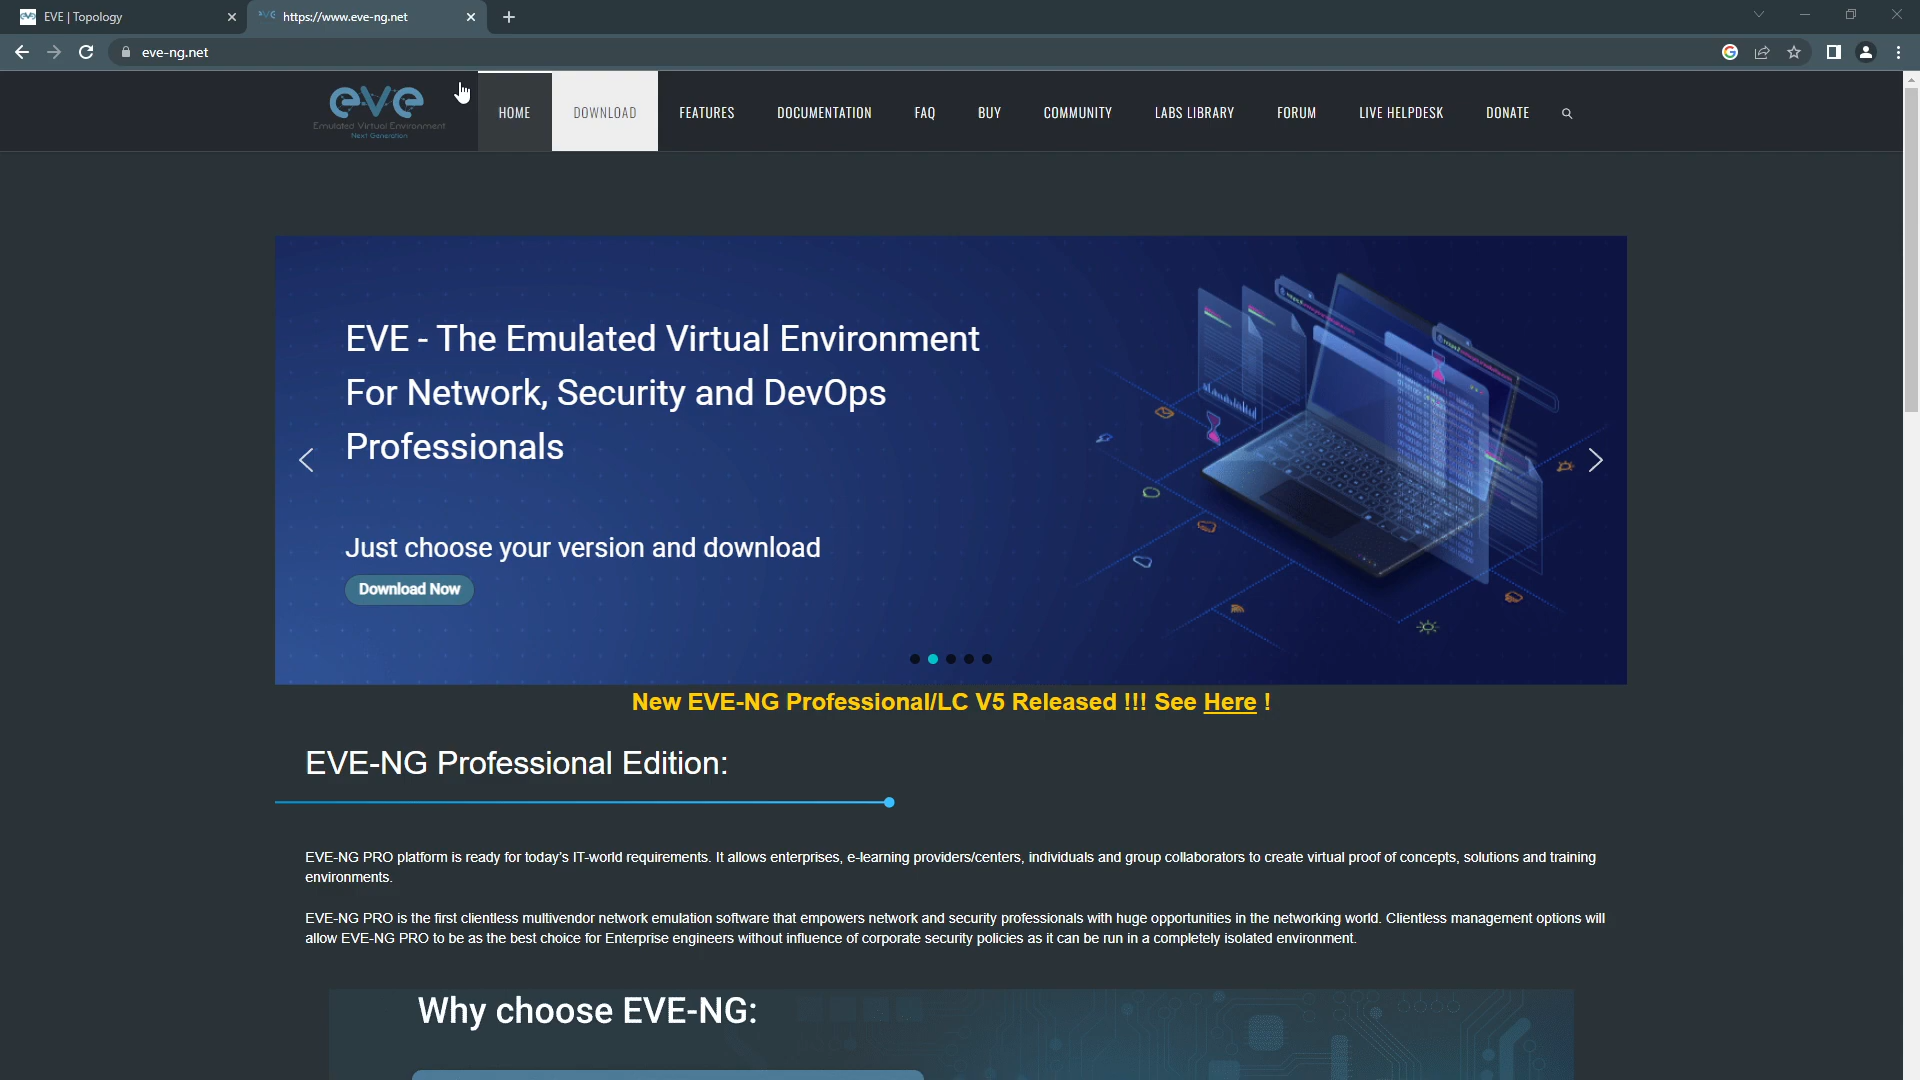 EVE | Topology
https://www.eve-ng.net
eve-ng.net
eve
Emulated Virtual Environment
Next Generation
HOME
DOWNLOAD
FEATURES
DOCUMENTATION
FAQ
BUY
COMMUNITY
LABS LIBRARY
FORUM
LIVE HELPDESK
DONATE
EVE - The Emulated Virtual Environment
For Network, Security and DevOps
Professionals
Just choose your version and download
Download Now
New EVE-NG Professional/LC V5 Released !!! See Here !
EVE-NG Professional Edition:
EVE-NG PRO platform is ready for today's IT-world requirements. It allows enterprises, e-learning providers/centers, individuals and group collaborators to create virtual proof of concepts, solutions and training
environments.
EVE-NG PRO is the first clientless multivendor network emulation software that empowers network and security professionals with huge opportunities in the networking world. Clientless management options will
allow EVE-NG PRO to be as the best choice for Enterprise engineers without influence of corporate security policies as it can be run in a completely isolated environment.
Why choose EVE-NG: